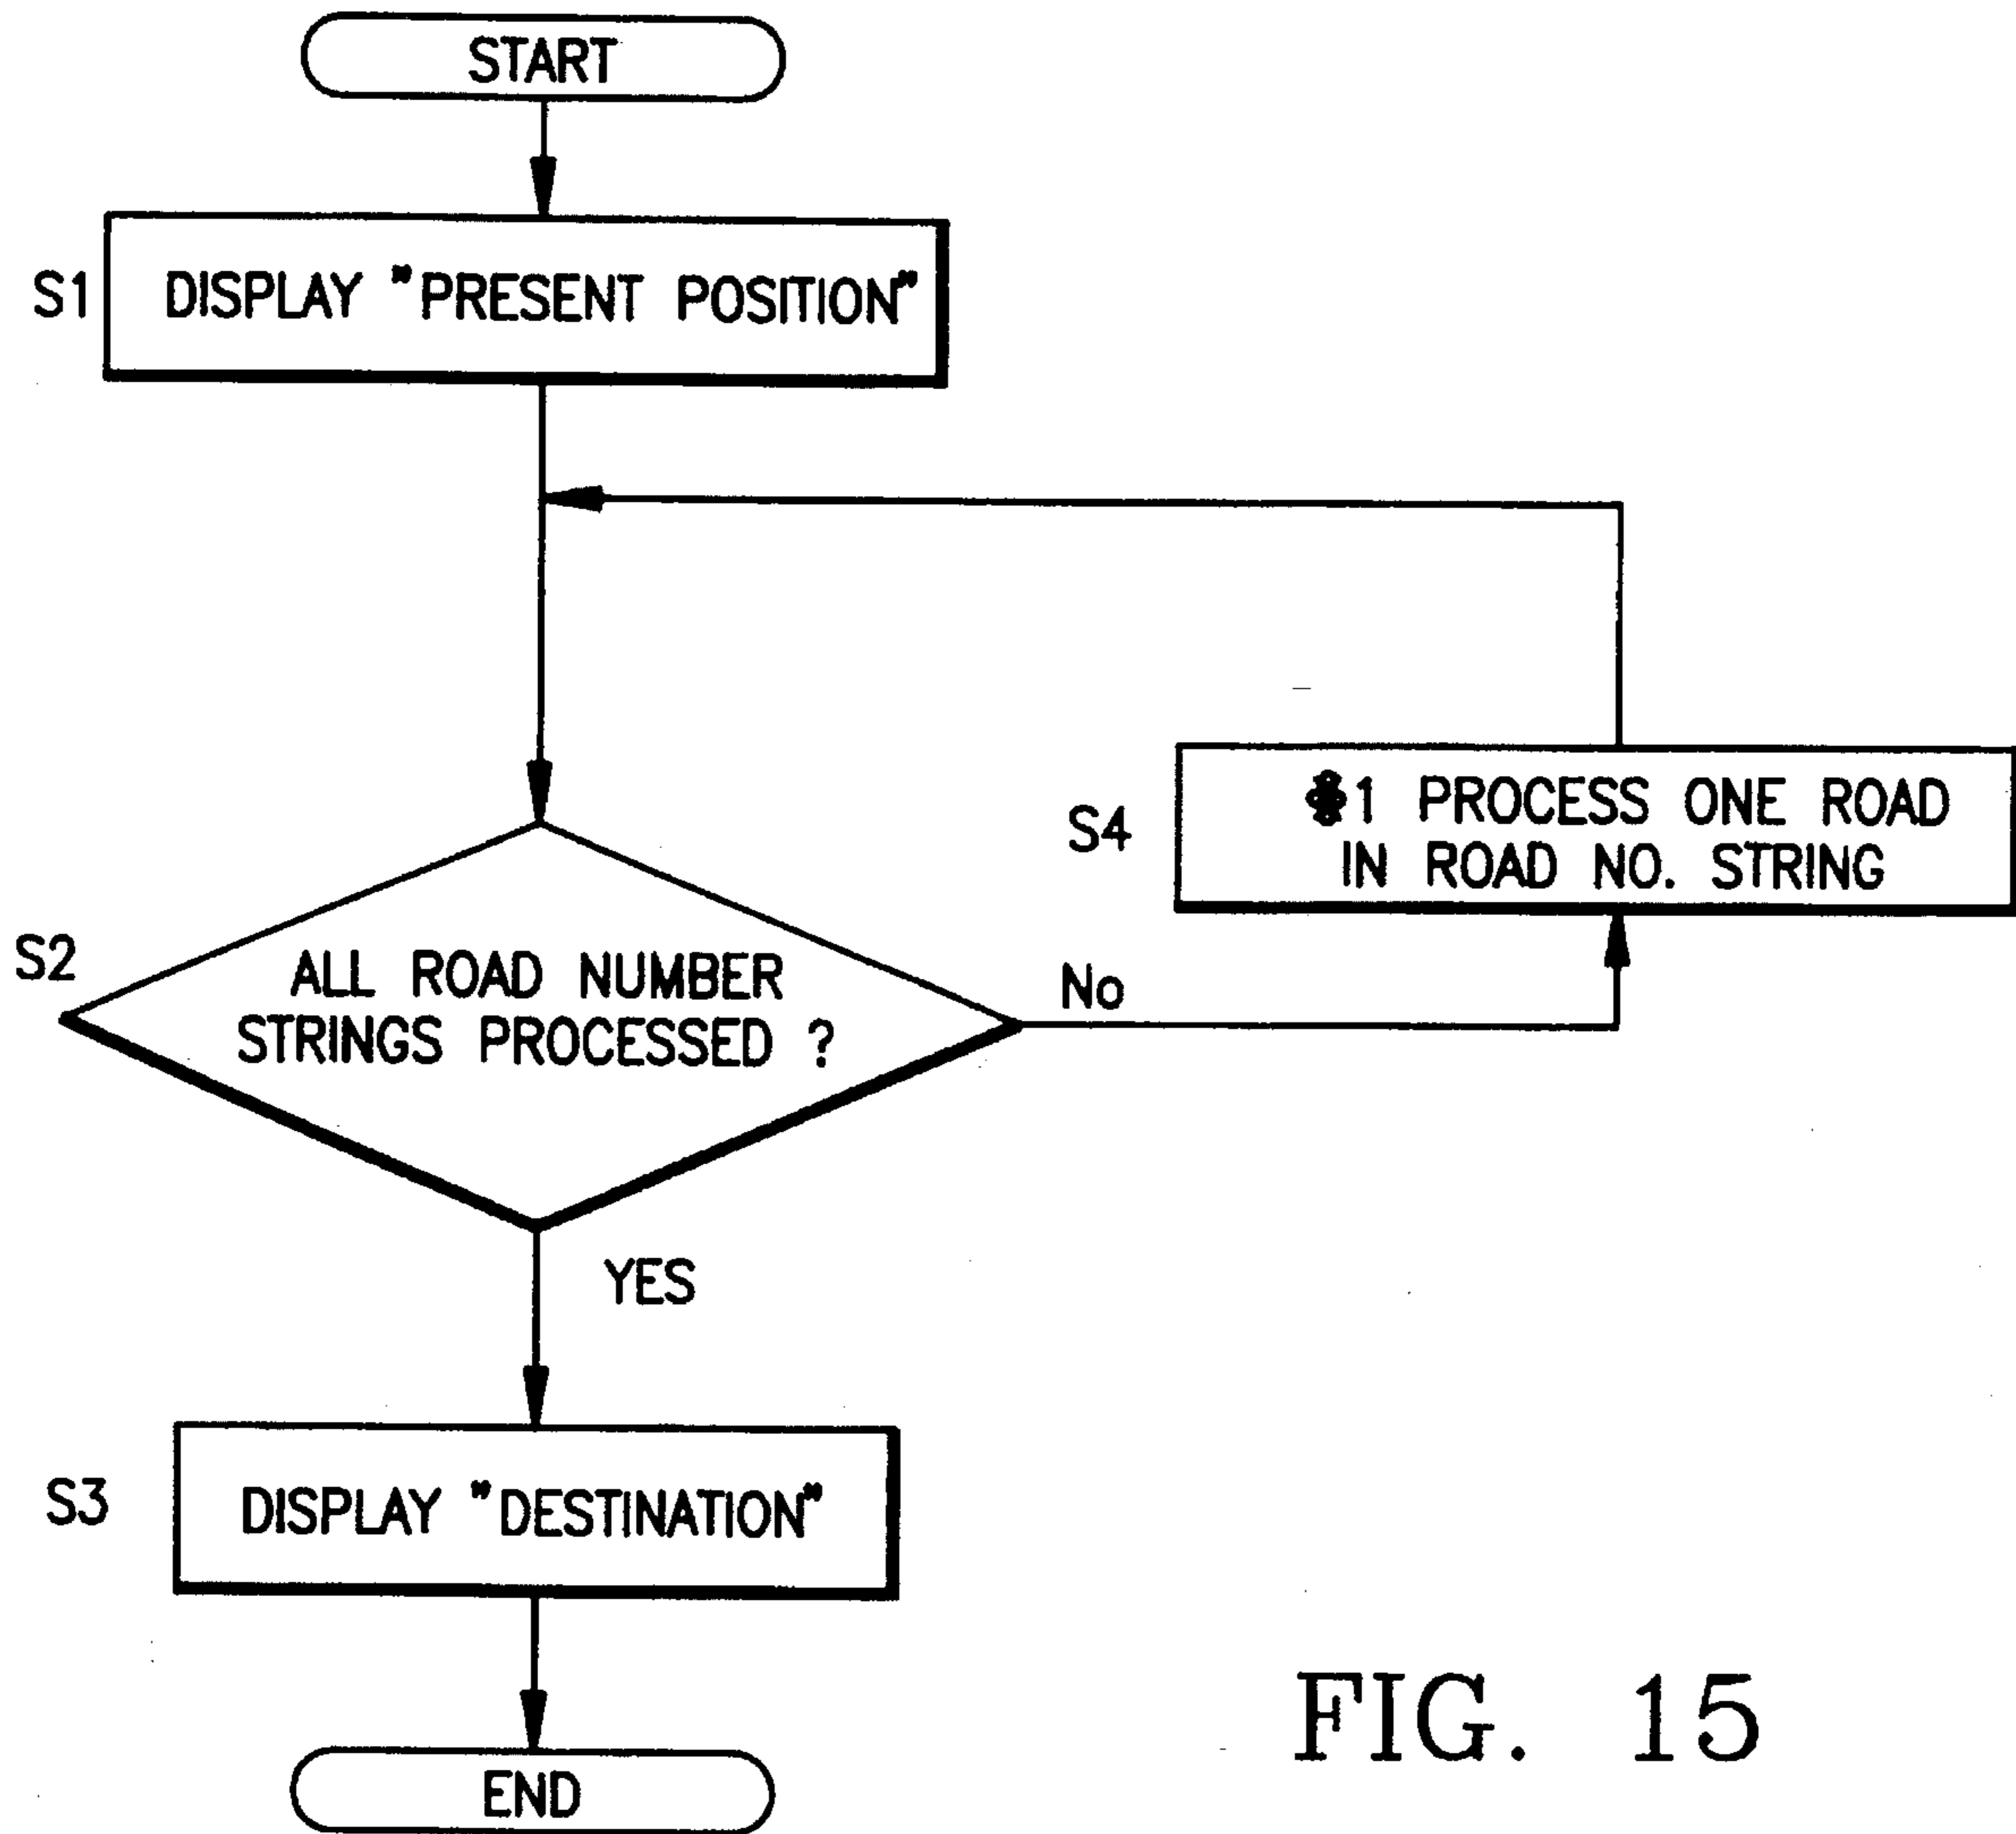 START
S1
DISPLAY "PRESENT POSITION"
S4
*1 PROCESS ONE ROAD
IN ROAD NO. STRING
S2
ALL ROAD NUMBER
STRINGS PROCESSED ?
No
YES
S3
DISPLAY "DESTINATION"
END
FIG. 15